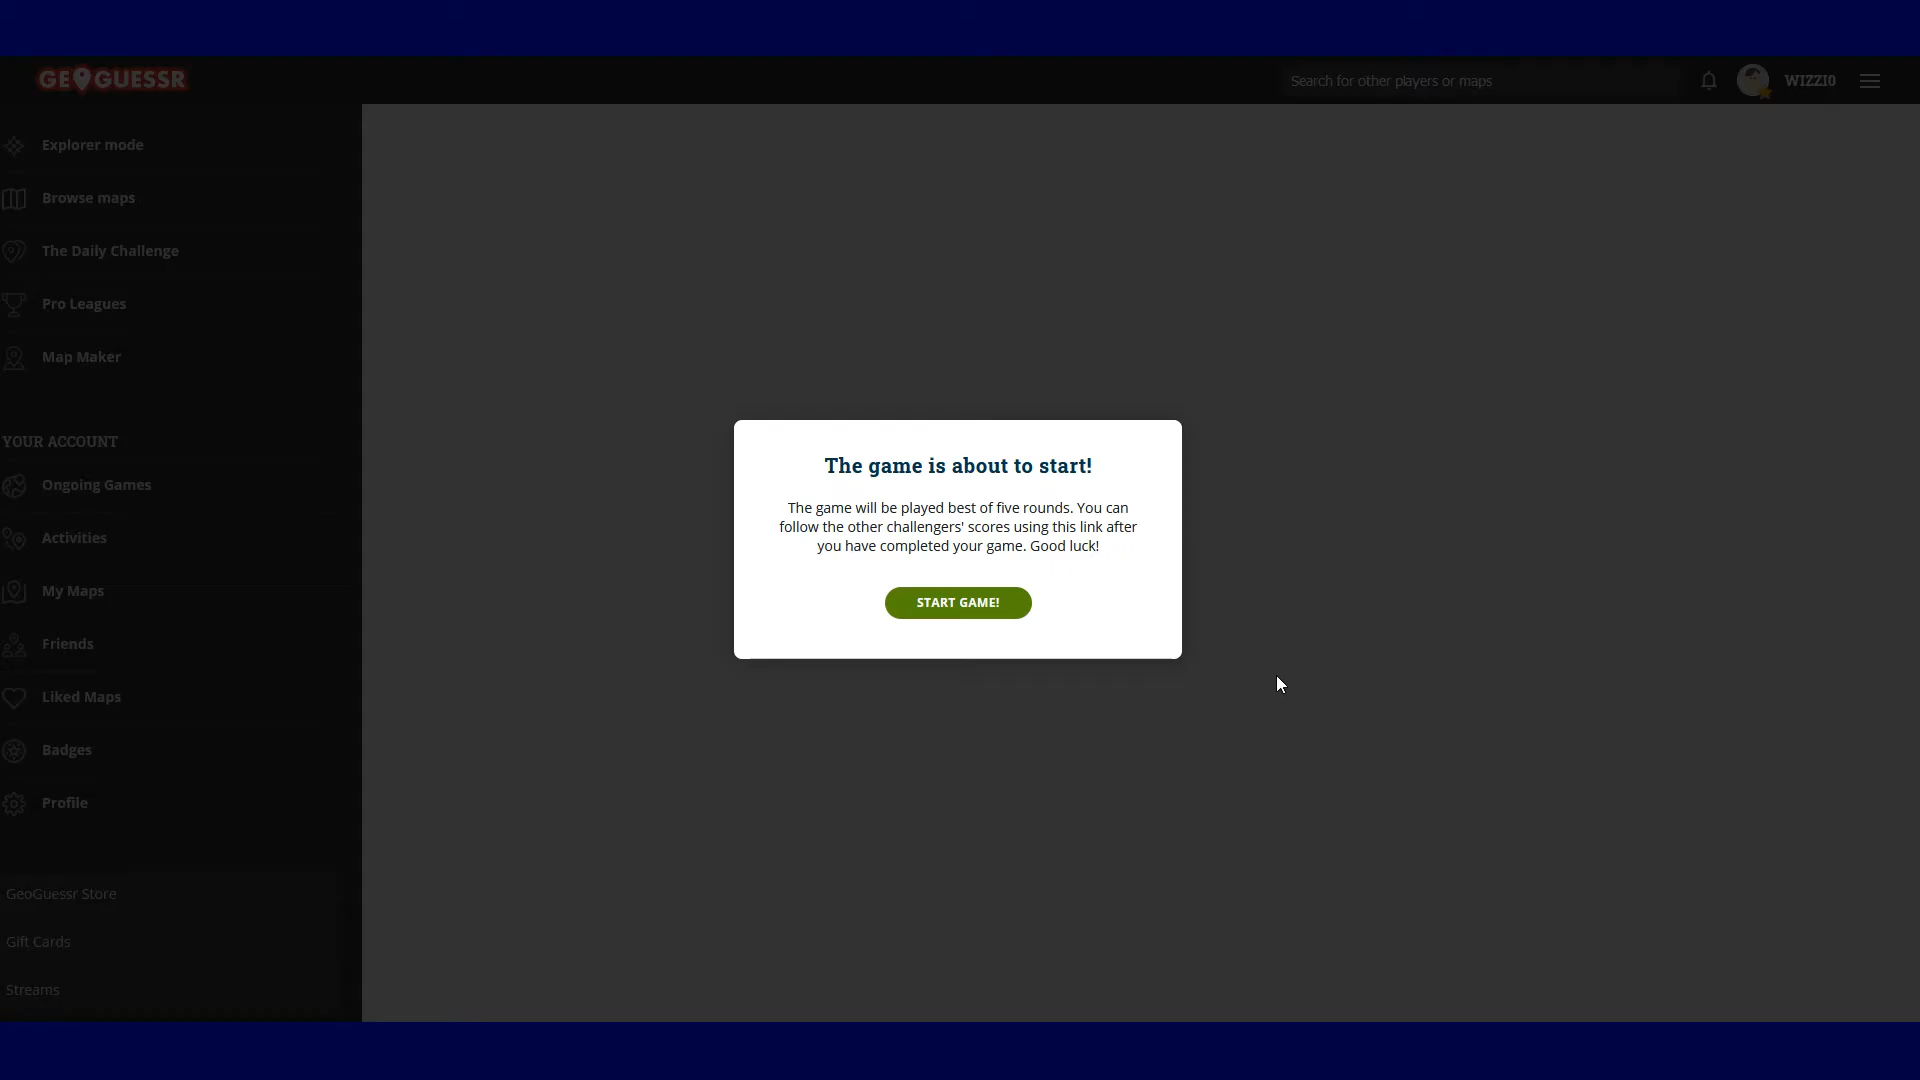 GEOGUESSR
Search for other players or maps
WIZZI0
Explorer mode
Browse maps
The Daily Challenge
Pro Leagues
Map Maker
YOUR ACCOUNT
Ongoing Games
Activities
My Maps
Friends
Liked Maps
Badges
Profile
GeoGuessr Store
Gift Cards
Streams
The game is about to start!
The game will be played best of five rounds. You can
follow the other challengers' scores using this link after
you have completed your game. Good luck!
START GAME!